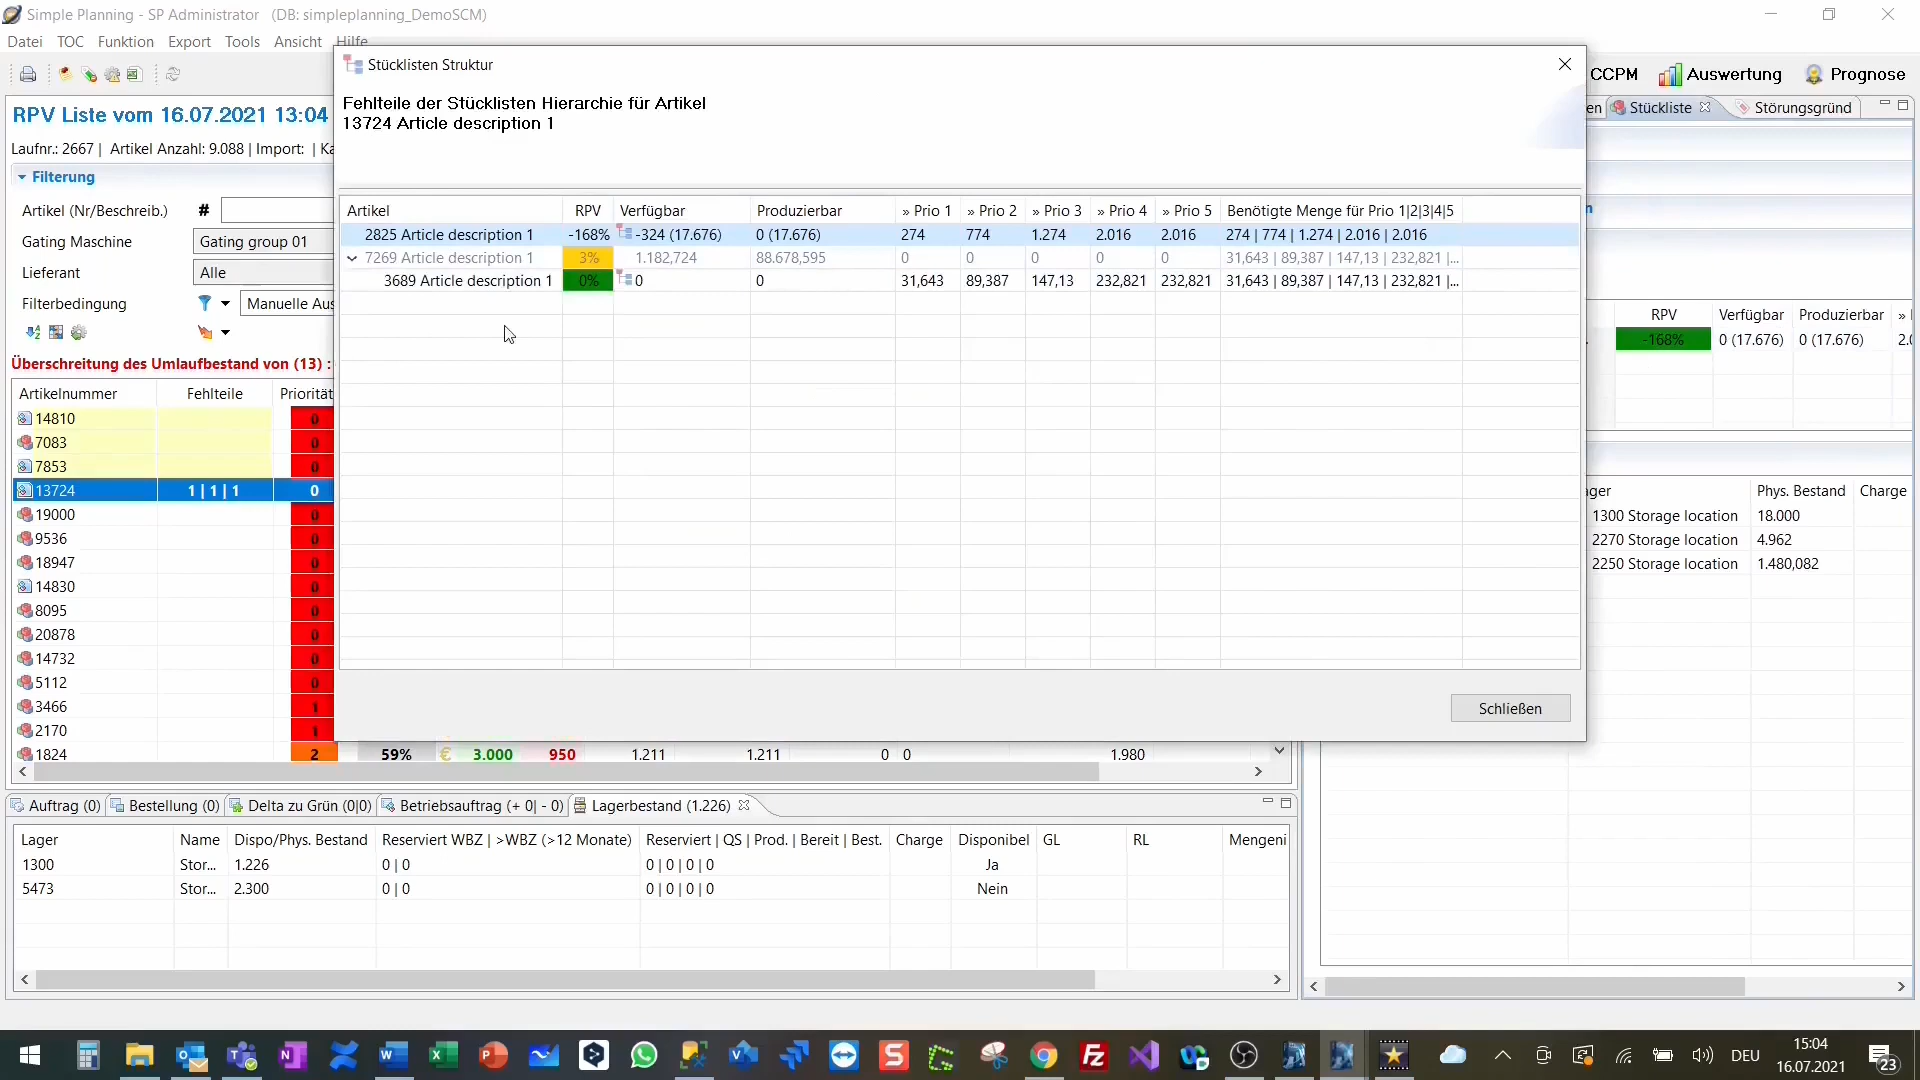 Simple Planning - SP Administrator (DB: simpleplanning_DemoSCM)
Datei TOC Funktion Export Tools Ansicht Hilfe
CCPM Auswertung Prognose
Stücklisten Struktur
Fehlteile der Stücklisten Hierarchie für Artikel
13724 Article description 1
RPV Liste vom 16.07.2021 13:04
Laufnr.: 2667 | Artikel Anzahl: 9.088 | Import: | Ka
Filterung
Artikel (Nr/Beschreib.) #
Gating Maschine Gating group 01
Lieferant Alle
Filterbedingung Manuelle Aus
Überschreitung des Umlaufbestand von (13) :
Artikelnummer Fehlteile Priorität
14810 0
7083 0
7853 0
13724 1 | 1 | 1 0
19000 0
9536 0
18947 0
14830 0
8095 0
20878 0
14732 0
5112 0
3466 1
2170 1
1824 2 59% € 3.000 950 1.211 1.211 0 0 1.980
Artikel RPV Verfügbar Produzierbar » Prio 1 » Prio 2 » Prio 3 » Prio 4 » Prio 5 Benötigte Menge für Prio 1|2|3|4|5
2825 Article description 1 -168% -324 (17.676) 0 (17.676) 274 774 1.274 2.016 2.016 274 | 774 | 1.274 | 2.016 | 2.016
7269 Article description 1 3% 1.182,724 88.678,595 0 0 0 0 0 31,643 | 89,387 | 147,13 | 232,821 |...
3689 Article description 1 0% 0 0 31,643 89,387 147,13 232,821 232,821 31,643 | 89,387 | 147,13 | 232,821 |...
Schließen
en Stückliste Störungsgründ
n
RPV Verfügbar Produzierbar »
-168% 0 (17.676) 0 (17.676) 2.0
ger Phys. Bestand Charge
1300 Storage location 18.000
2270 Storage location 4.962
2250 Storage location 1.480,082
Auftrag (0) Bestellung (0) Delta zu Grün (0|0) Betriebsauftrag (+ 0| - 0) Lagerbestand (1.226)
Lager Name Dispo/Phys. Bestand Reserviert WBZ | >WBZ (>12 Monate) Reserviert | QS | Prod. | Bereit | Best. Charge Disponibel GL RL Mengeni
1300 Stor... 1.226 0 | 0 0 | 0 | 0 | 0 Ja
5473 Stor... 2.300 0 | 0 0 | 0 | 0 | 0 Nein
DEU
15:04
16.07.2021
23